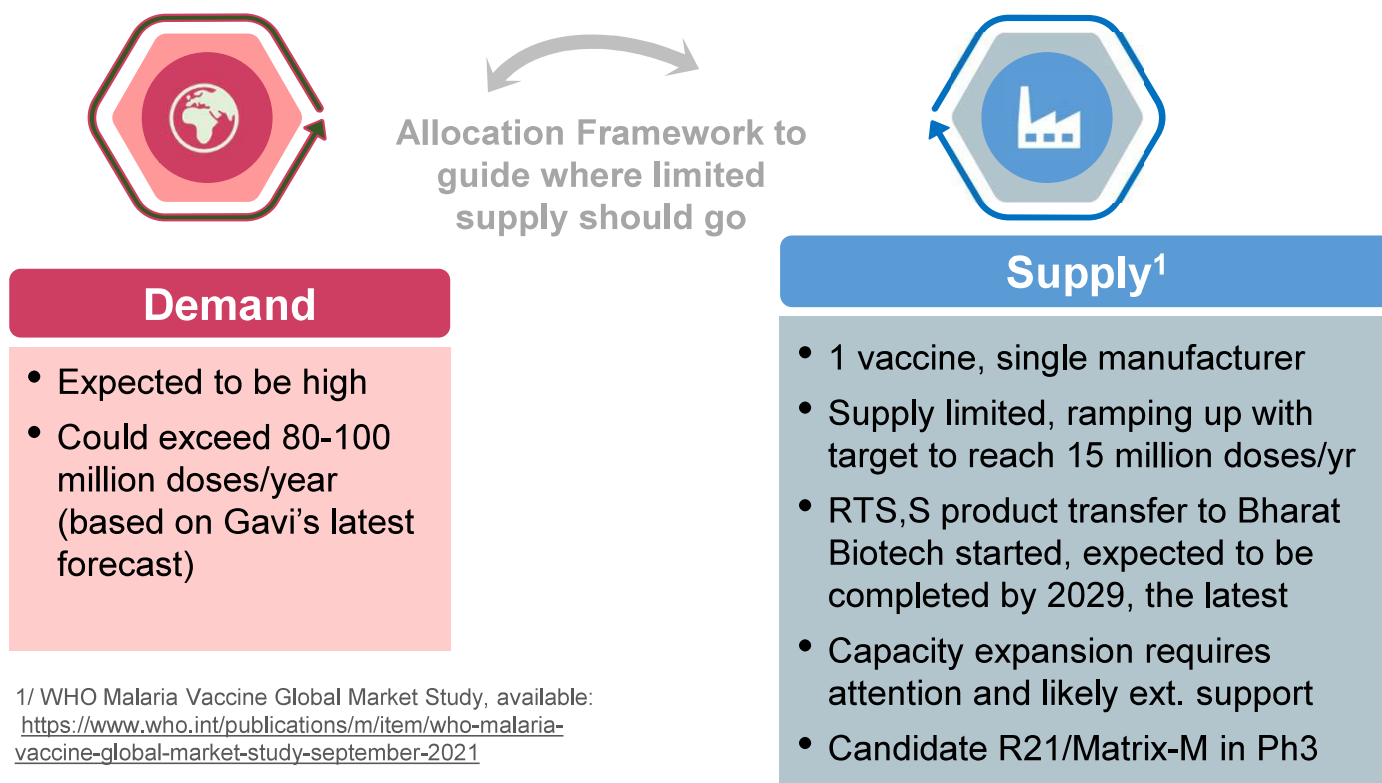 Allocation Framework to
guide where limited
supply should go
Demand
• Expected to be high
• Could exceed 80-100
million doses/year
(based on Gavi’s latest
forecast)
1/ WHO Malaria Vaccine Global Market Study, available:
https://www.who.int/publications/m/item/who-malaria-
vaccine-global-market-study-september-2021
Supply¹
• 1 vaccine, single manufacturer
• Supply limited, ramping up with
target to reach 15 million doses/yr
• RTS,S product transfer to Bharat
Biotech started, expected to be
completed by 2029, the latest
• Capacity expansion requires
attention and likely ext. support
• Candidate R21/Matrix-M in Ph3